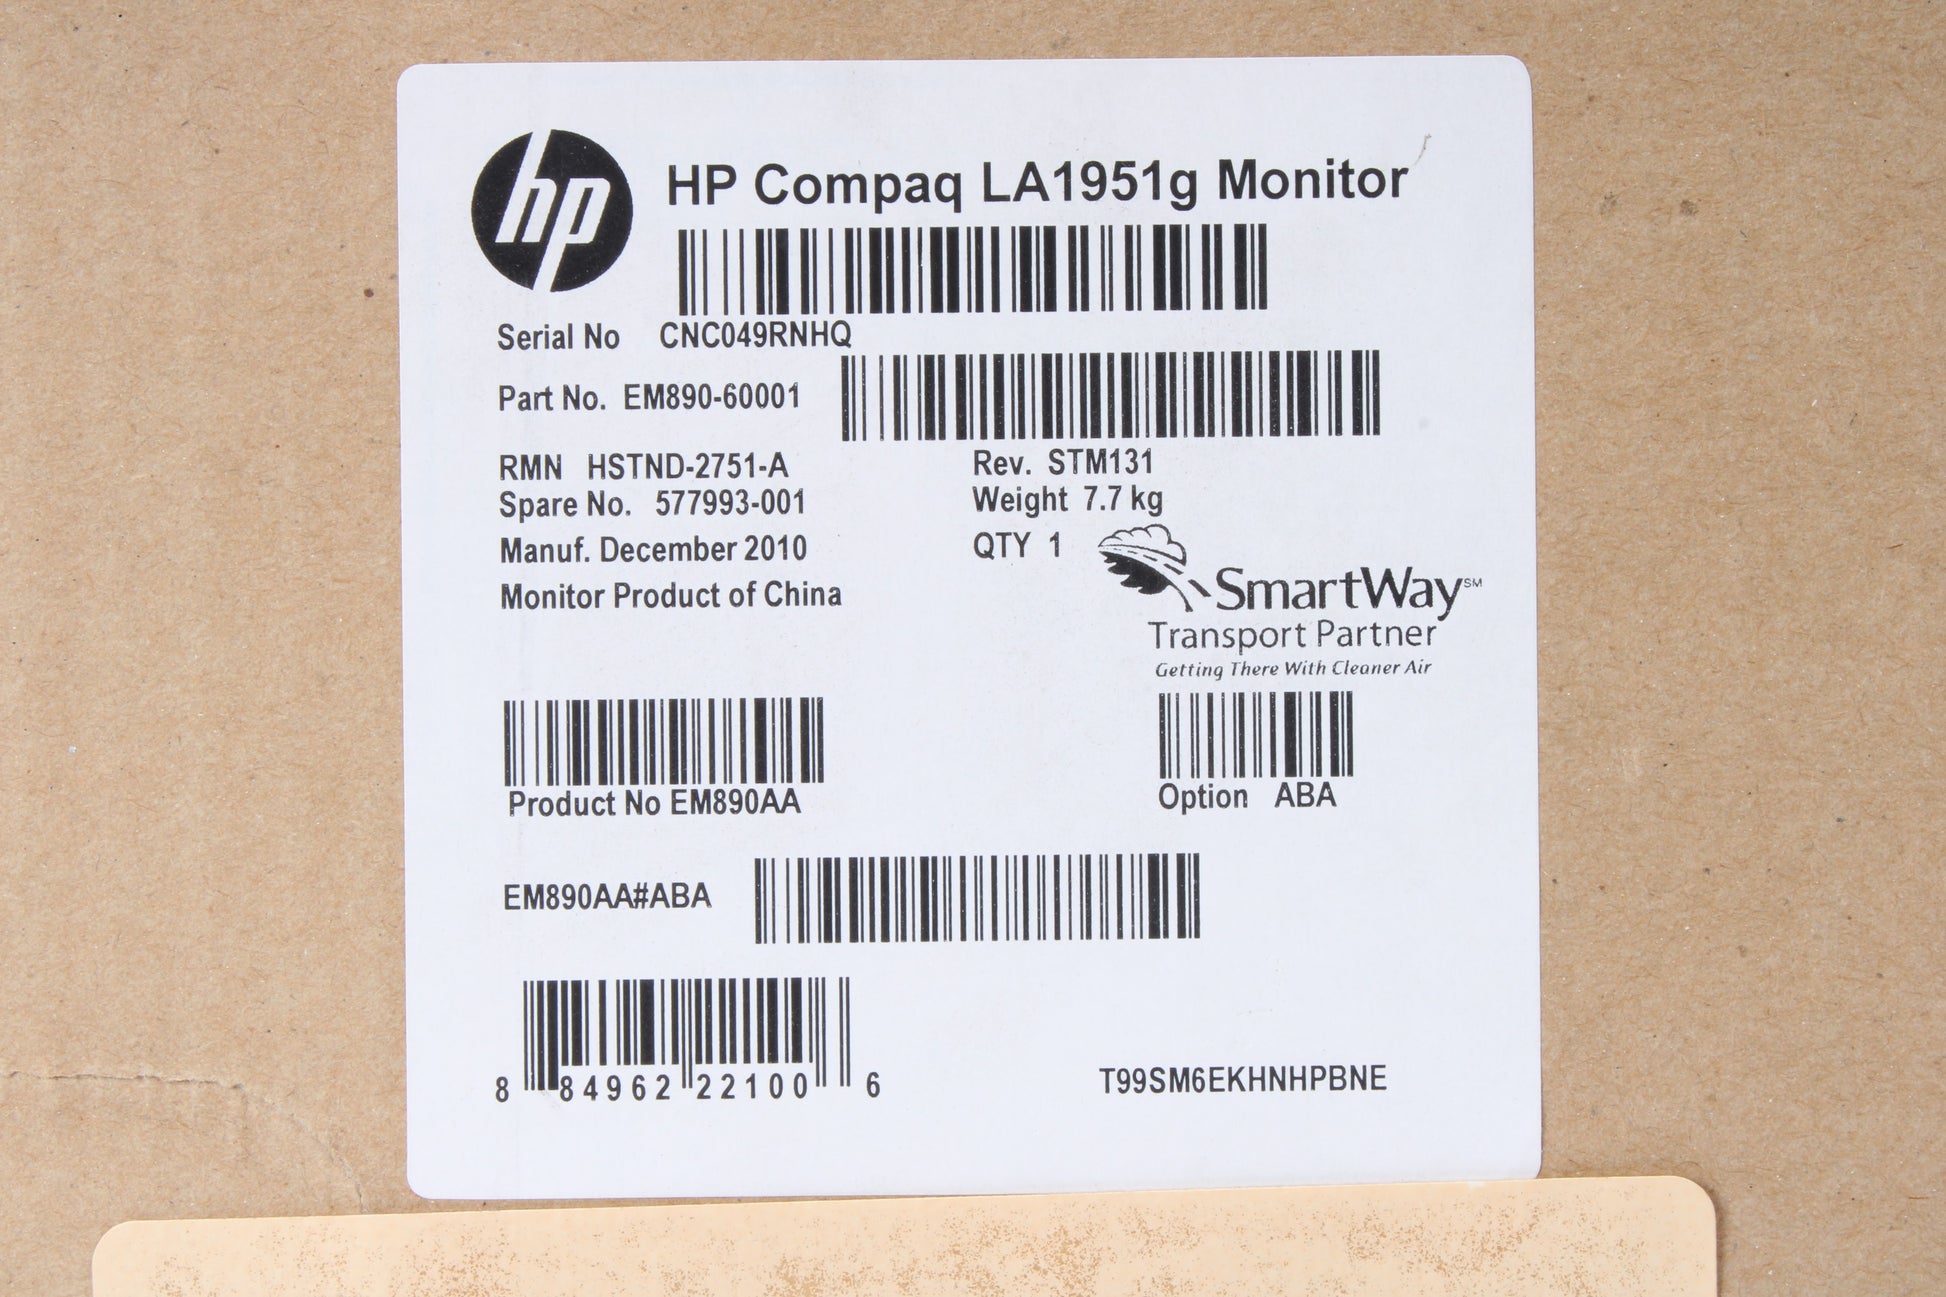 hp
HP Compaq LA1951g Monitor
Serial No CNC049RNHQ
Part No. EM890-60001
RMN HSTND-2751-A Rev. STM131
Spare No. 577993-001 Weight 7.7 kg
Manuf. December 2010 QTY 1
Monitor Product of China
SmartWay SM
Transport Partner
Getting There With Cleaner Air
Product No EM890AA Option ABA
EM890AA#ABA
8 84962 22100 6
T99SM6EKHNHPBNE